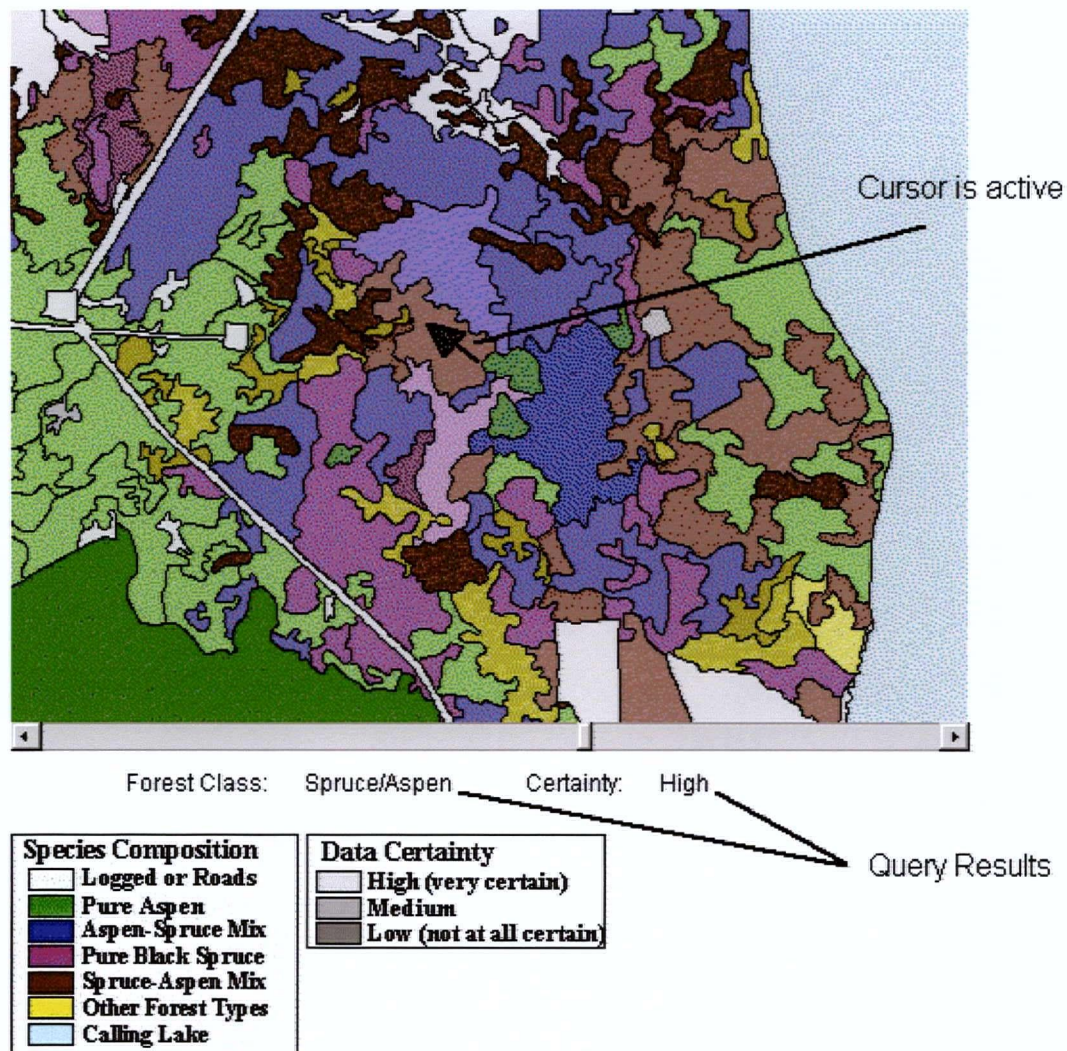 Cursor is active
Forest Class: Spruce/Aspen Certainty: High
Query Results
Species Composition
Logged or Roads
Pure Aspen
Aspen-Spruce Mix
Pure Black Spruce
Spruce-Aspen Mix
Other Forest Types
Calling Lake
Data Certainty
High (very certain)
Medium
Low (not at all certain)